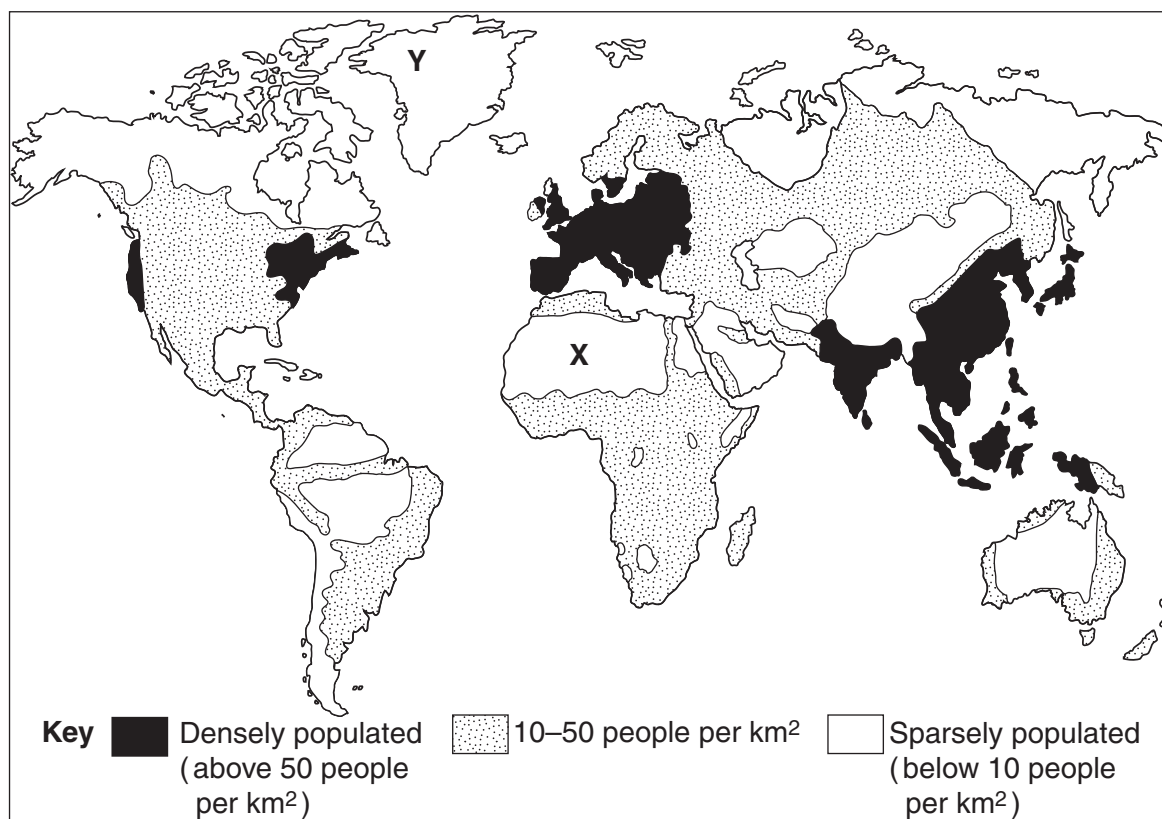 Y
X
Key
Densely populated
(above 50 people
per km²)
10–50 people per km²
Sparsely populated
(below 10 people
per km²)